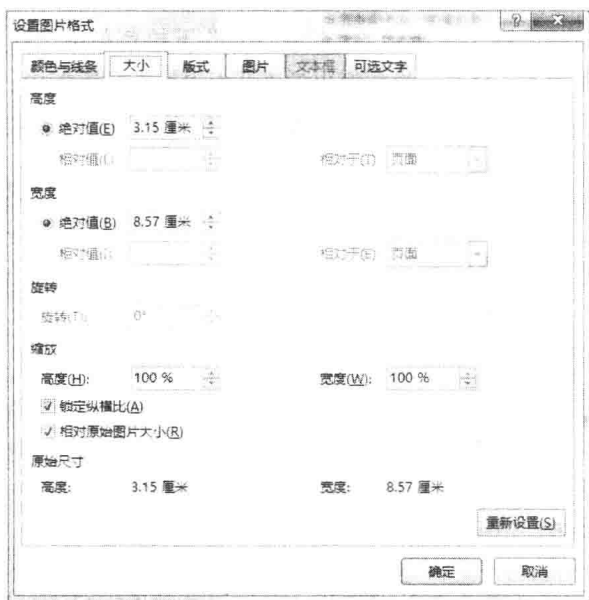 设置图片格式
颜色与线条 大小 版式 图片 文本框 可选文字
高度
绝对值(E) 3.15 厘米
相对值(L) 相对于(T) 页面
宽度
绝对值(B) 8.57 厘米
相对值(I) 相对于(E) 页面
旋转
旋转(T): 0°
缩放
高度(H): 100 % 宽度(W): 100 %
锁定纵横比(A)
相对原始图片大小(R)
原始尺寸
高度: 3.15 厘米 宽度: 8.57 厘米
重新设置(S)
确定 取消